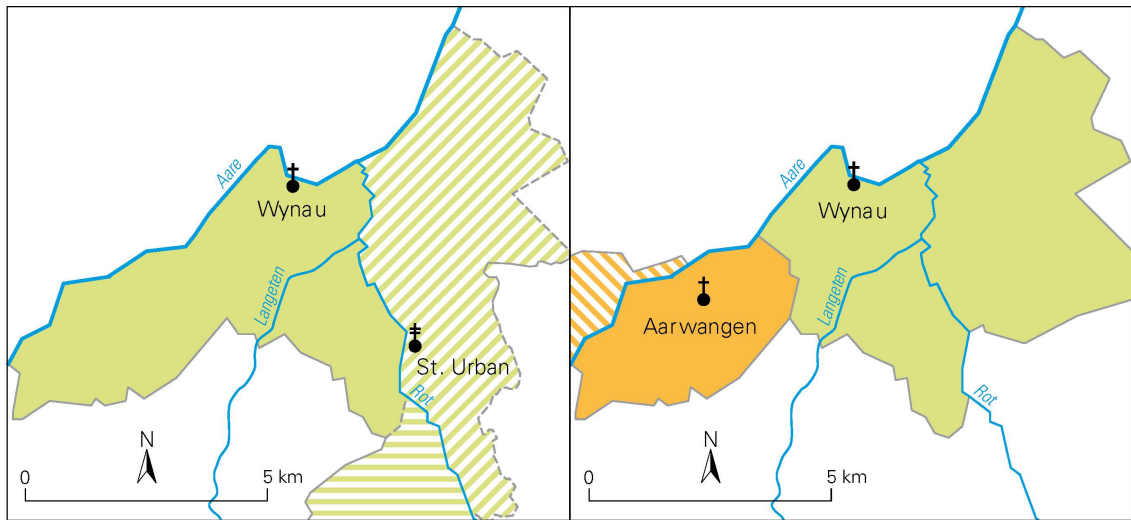 Aare
Wynau
Langeten
St. Urban
Rot
N
0
5 km
Aare
Wynau
Aarwangen
Langeten
Rot
N
0
5 km